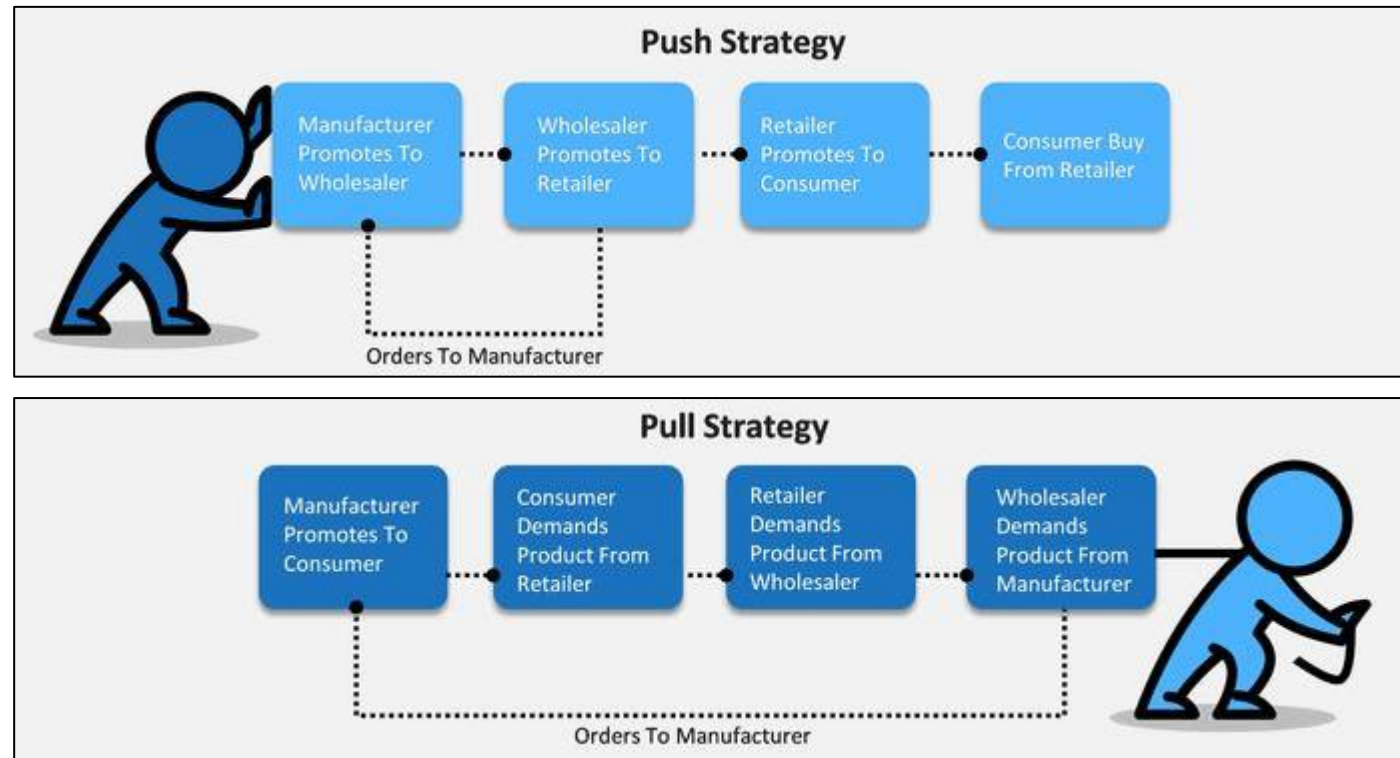 Push Strategy
Manufacturer
Promotes To
Wholesaler
Wholesaler
Promotes To
Retailer
Retailer
Promotes To
Consumer
Consumer Buy
From Retailer
Orders To Manufacturer
Pull Strategy
Manufacturer
Promotes To
Consumer
Consumer
Demands
Product From
Retailer
Retailer
Demands
Product From
Wholesaler
Wholesaler
Demands
Product From
Manufacturer
Orders To Manufacturer